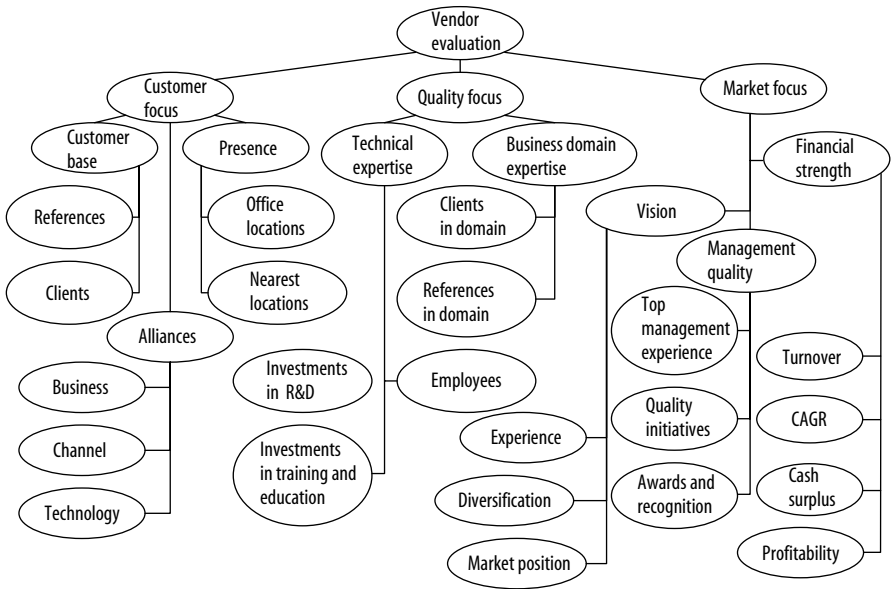 Vendor
evaluation
Customer
focus
Quality focus
Market focus
Customer
base
Presence
Technical
expertise
Business domain
expertise
Financial
strength
References
Office
locations
Clients
in domain
Vision
Management
quality
Clients
Nearest
locations
References
in domain
Alliances
Top
management
experience
Turnover
Business
Investments
in R&D
Employees
Quality
initiatives
CAGR
Channel
Investments
in training and
education
Experience
Technology
Diversification
Awards and
recognition
Cash
surplus
Market position
Profitability